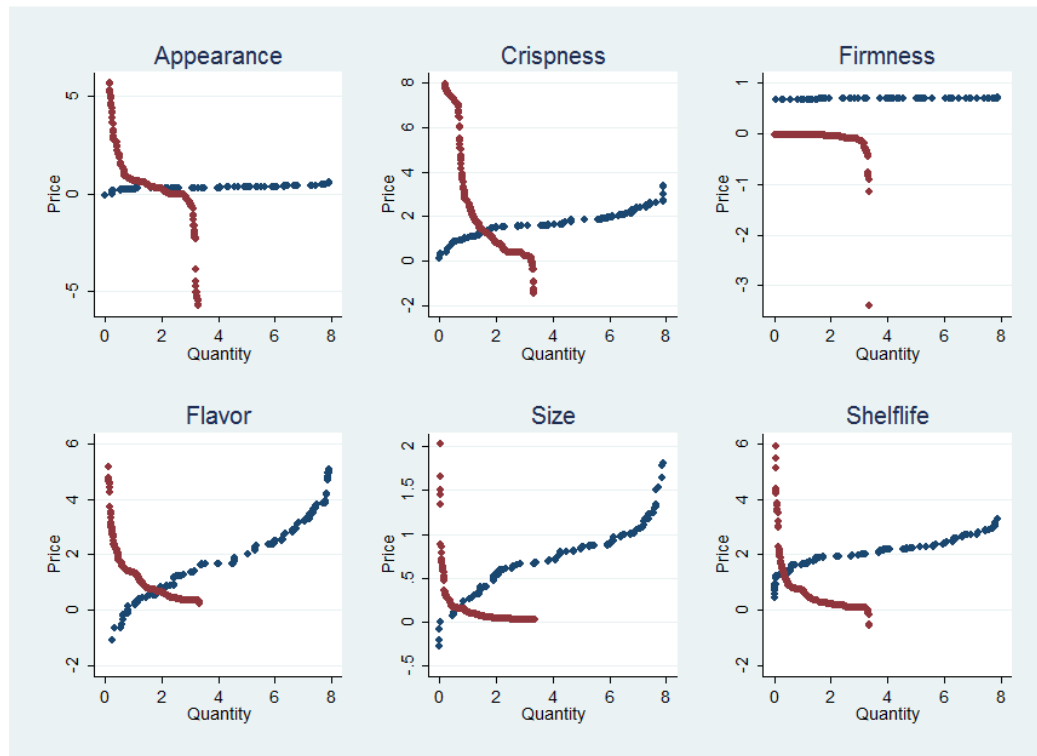 Appearance
Price
5
0
-5
0 2 4 6 8
Quantity
Crispness
Price
8
6
4
2
0
-2
0 2 4 6 8
Quantity
Firmness
Price
1
0
-1
-2
-3
0 2 4 6 8
Quantity
Flavor
Price
6
4
2
0
-2
0 2 4 6 8
Quantity
Size
Price
2
1.5
1
.5
0
-.5
0 2 4 6 8
Quantity
Shelflife
Price
6
4
2
0
-2
0 2 4 6 8
Quantity